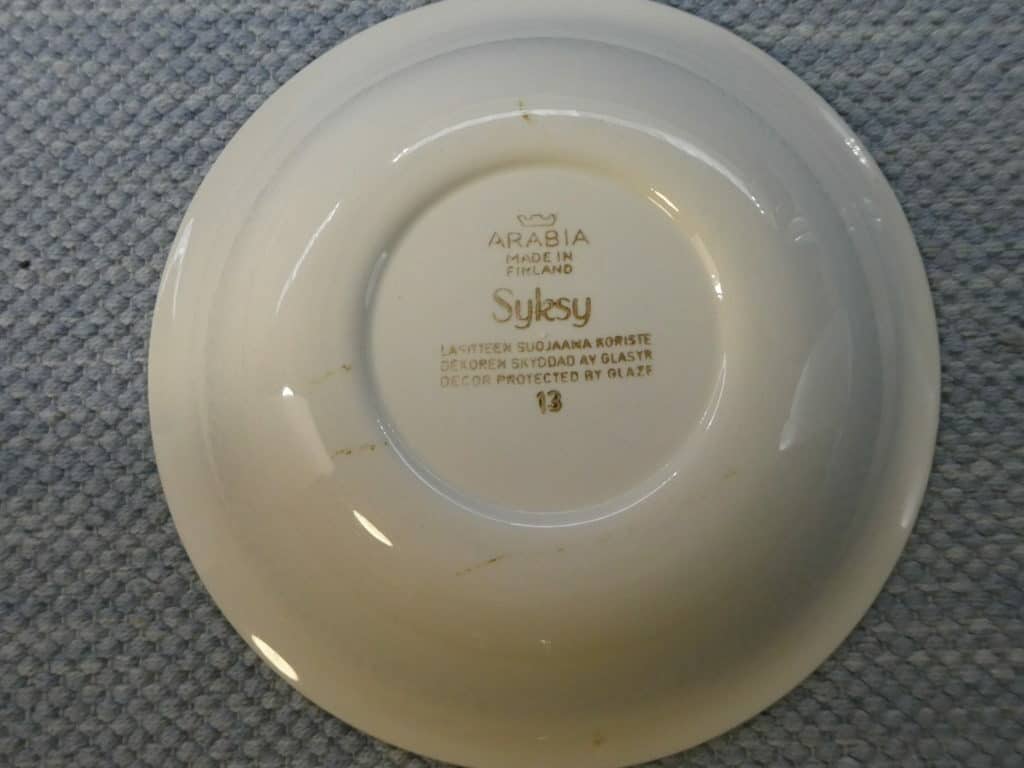 ARABIA
MADE IN
FINLAND
Syksy
LASITTEEN SUOJAAMA KORISTE
DEKOREN SKYDDAD AV GLASYR
DECOR PROTECTED BY GLAZE
13